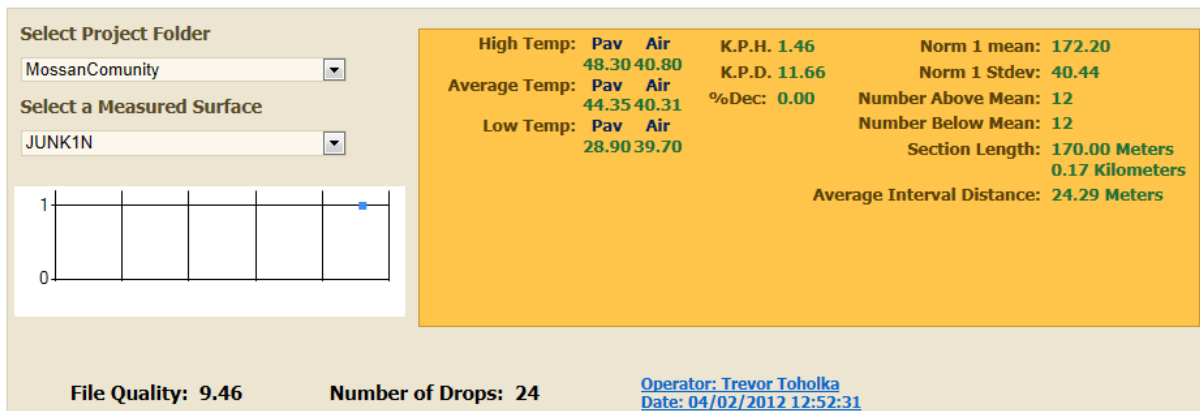 Select Project Folder
MossanComunity
Select a Measured Surface
JUNK1N
1
0
High Temp: Pav Air
48.30 40.80
Average Temp: Pav Air
44.35 40.31
Low Temp: Pav Air
28.90 39.70
K.P.H. 1.46
K.P.D. 11.66
%Dec: 0.00
Norm 1 mean: 172.20
Norm 1 Stdev: 40.44
Number Above Mean: 12
Number Below Mean: 12
Section Length: 170.00 Meters
0.17 Kilometers
Average Interval Distance: 24.29 Meters
File Quality: 9.46
Number of Drops: 24
Operator: Trevor Toholka
Date: 04/02/2012 12:52:31